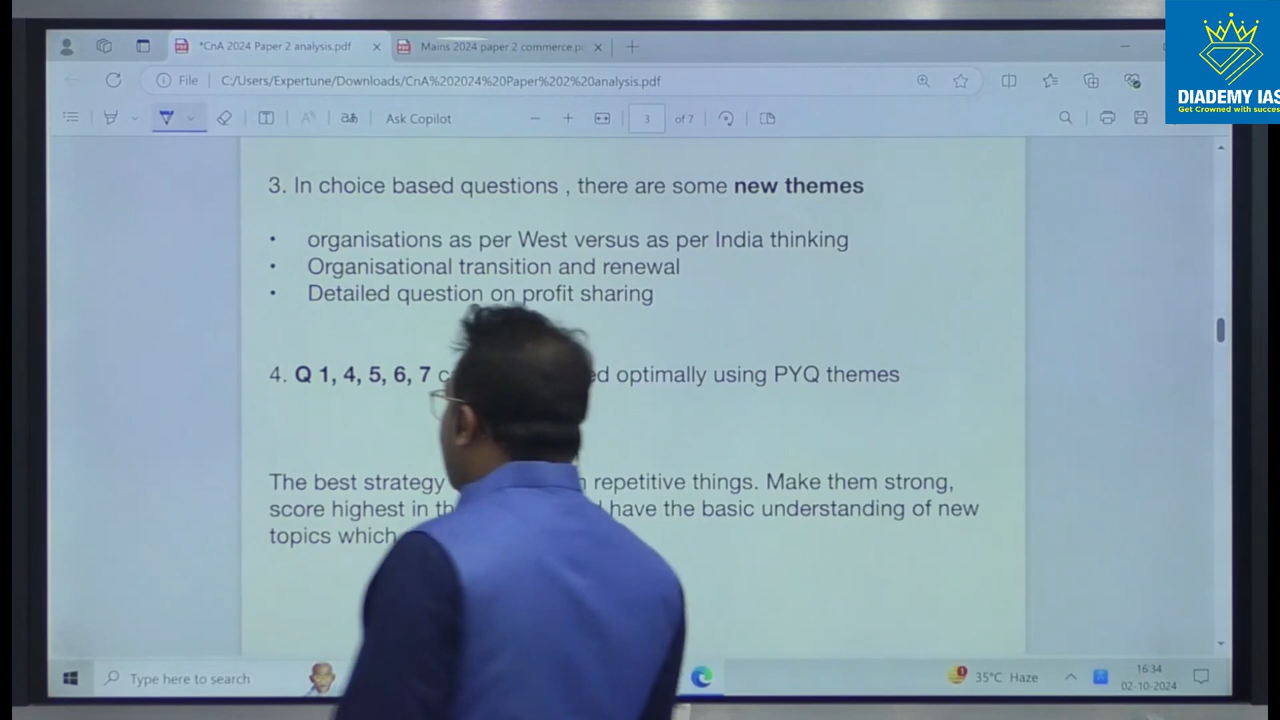 *CnA 2024 Paper 2 analysis.pdf
Mains 2024 paper 2 commerce.p
File C:/Users/Expertune/Downloads/CnA%202024%20Paper%202%20analysis.pdf
DIADEMY IAS
Get Crowned with succes
Ask Copilot
3 of 7
3. In choice based questions , there are some new themes
• organisations as per West versus as per India thinking
• Organisational transition and renewal
• Detailed question on profit sharing
4. Q 1, 4, 5, 6, 7 optimally using PYQ themes
The best strategy repetitive things. Make them strong,
score highest in have the basic understanding of new
topics which
Type here to search
35°C Haze
16:34
02-10-2024